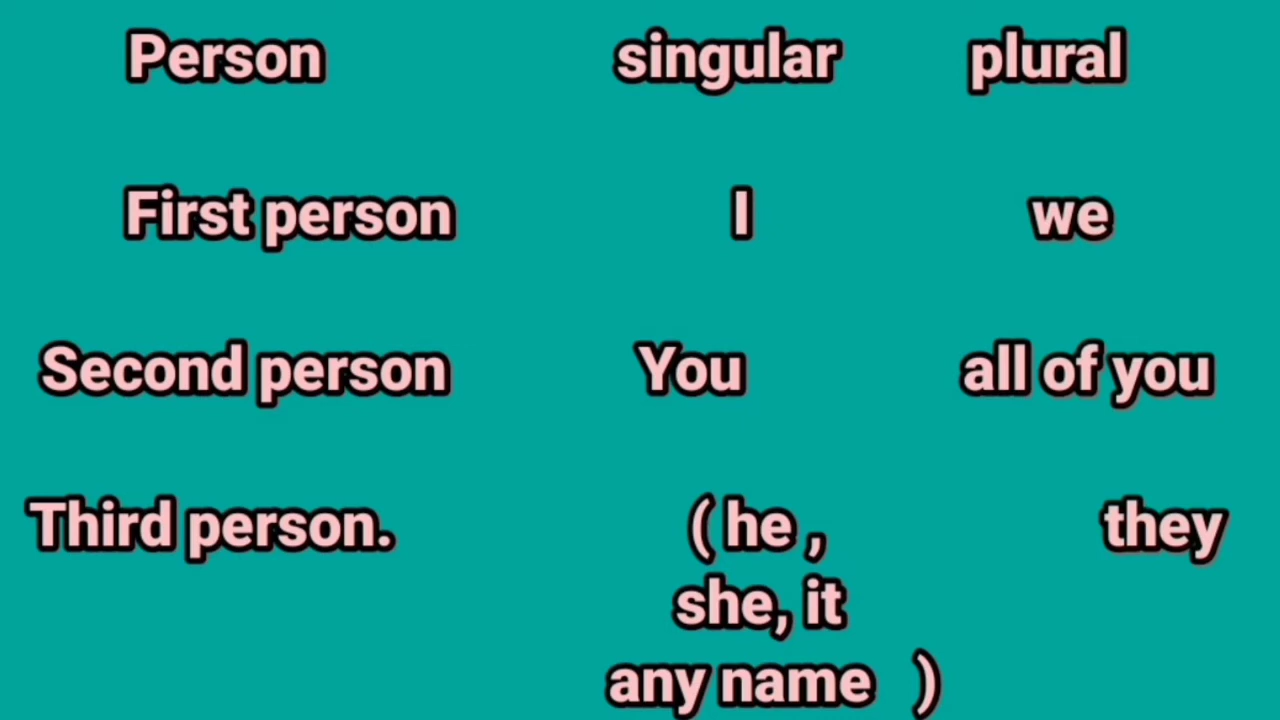 Person singular plural
First person I we
Second person You all of you
Third person. ( he , they
she, it
any name )